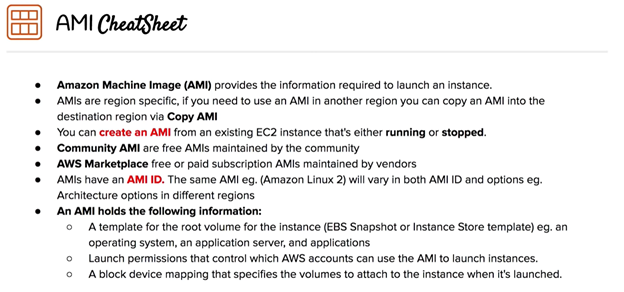 AMI CheatSheet
● Amazon Machine Image (AMI) provides the information required to launch an instance.
● AMIs are region specific, if you need to use an AMI in another region you can copy an AMI into the
destination region via Copy AMI
● You can create an AMI from an existing EC2 instance that's either running or stopped.
● Community AMI are free AMIs maintained by the community
● AWS Marketplace free or paid subscription AMIs maintained by vendors
● AMIs have an AMI ID. The same AMI eg. (Amazon Linux 2) will vary in both AMI ID and options eg.
Architecture options in different regions
● An AMI holds the following information:
○ A template for the root volume for the instance (EBS Snapshot or Instance Store template) eg. an
operating system, an application server, and applications
○ Launch permissions that control which AWS accounts can use the AMI to launch instances.
○ A block device mapping that specifies the volumes to attach to the instance when it's launched.